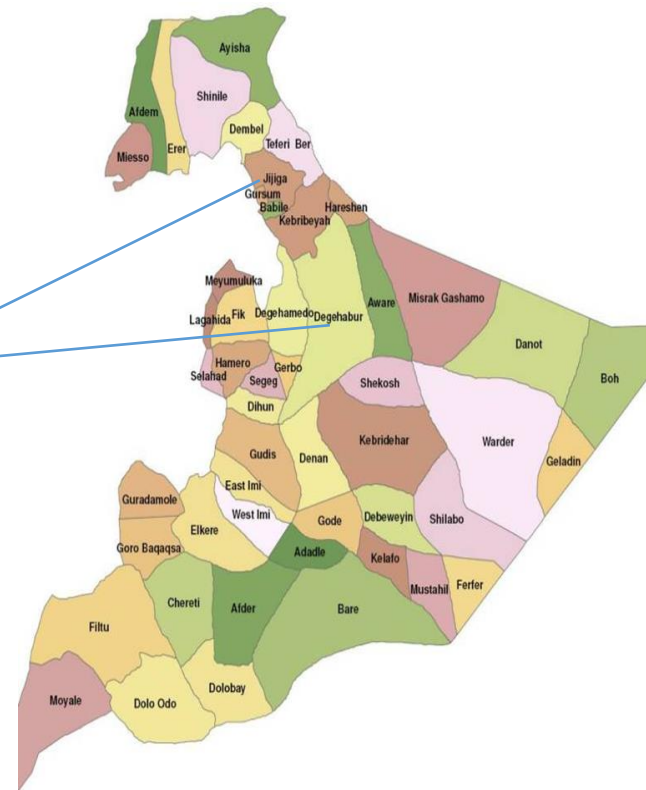 Ayisha
Shinile
Afdem
Dembel
Teferi Ber
Erer
Miesso
Jijiga
Gursum
Babile
Hareshen
Kebribeyah
Meyumuluka
Misrak Gashamo
Aware
Lagahida
Fik
Degehamedo
Degehabur
Danot
Hamero
Gerbo
Selahad
Segeg
Shekosh
Boh
Dihun
Kebridehar
Warder
Gudis
Denan
Geladin
East Imi
Guradamole
West Imi
Gode
Debeweyin
Shilabo
Elkere
Goro Baqaqsa
Adadle
Kelafo
Mustahil
Ferfer
Chereti
Afder
Bare
Filtu
Dolobay
Moyale
Dolo Odo